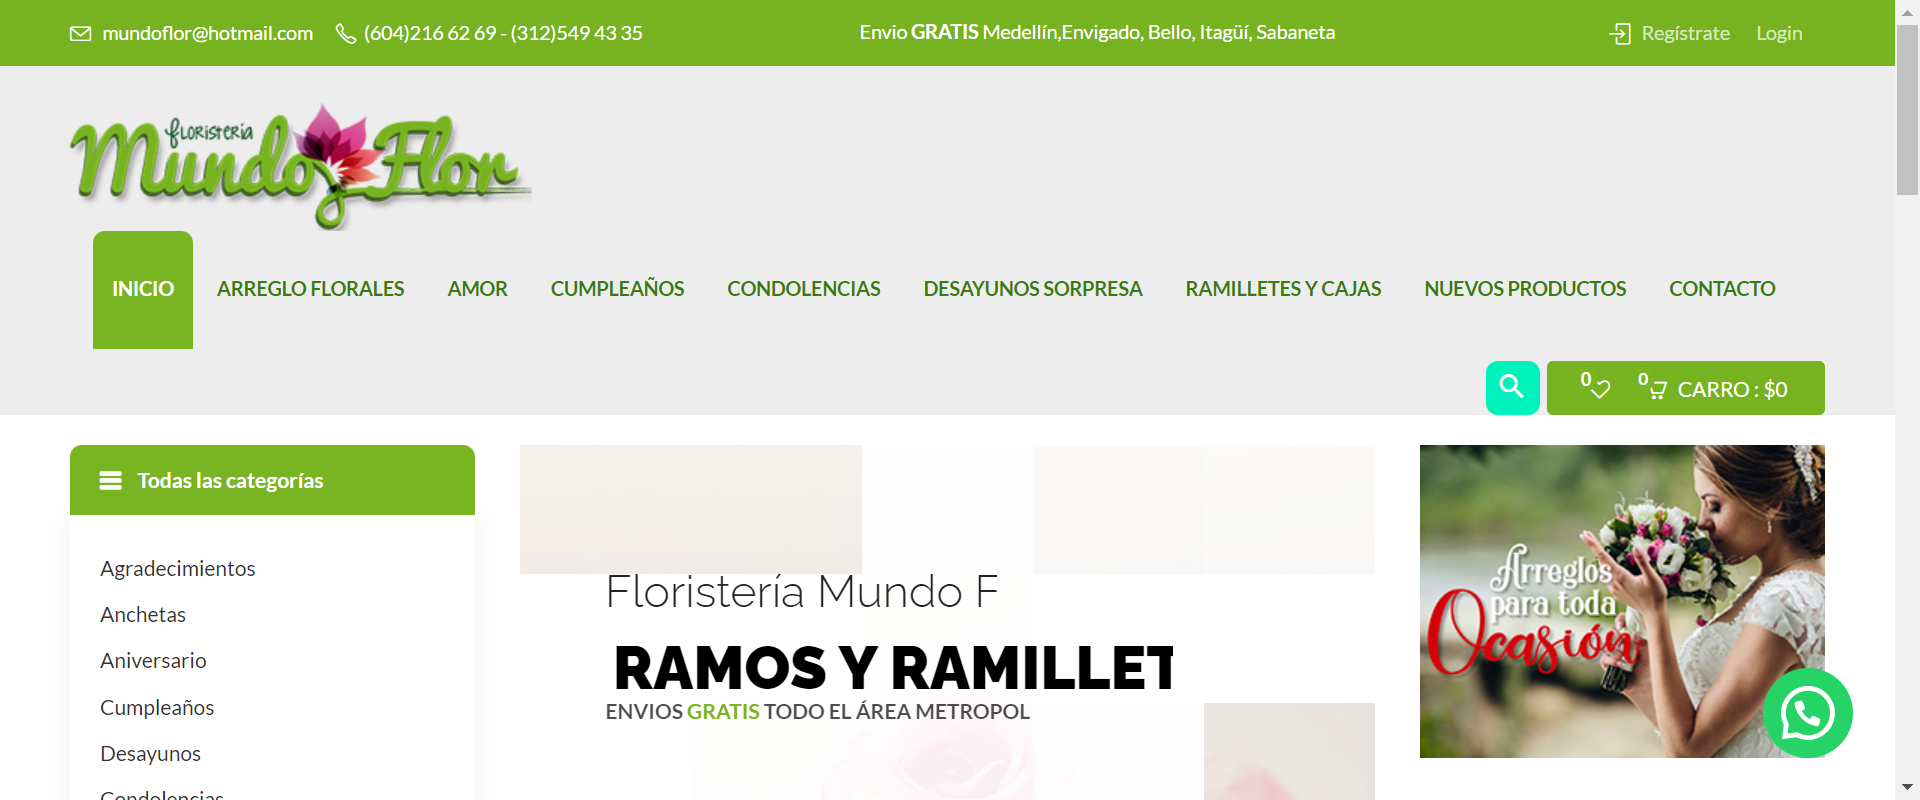 mundoflor@hotmail.com (604)216 62 69 - (312)549 43 35 Envio GRATIS Medellín,Envigado, Bello, Itagüí, Sabaneta Regístrate Login
floristería
Mundo Flor
INICIO ARREGLO FLORALES AMOR CUMPLEAÑOS CONDOLENCIAS DESAYUNOS SORPRESA RAMILLETES Y CAJAS NUEVOS PRODUCTOS CONTACTO
0 0 CARRO : $0
Todas las categorías
Agradecimientos
Anchetas
Aniversario
Cumpleaños
Desayunos
Condolencias
Floristería Mundo F
RAMOS Y RAMILLET
ENVIOS GRATIS TODO EL ÁREA METROPOL
Arreglos
para toda
Ocasión